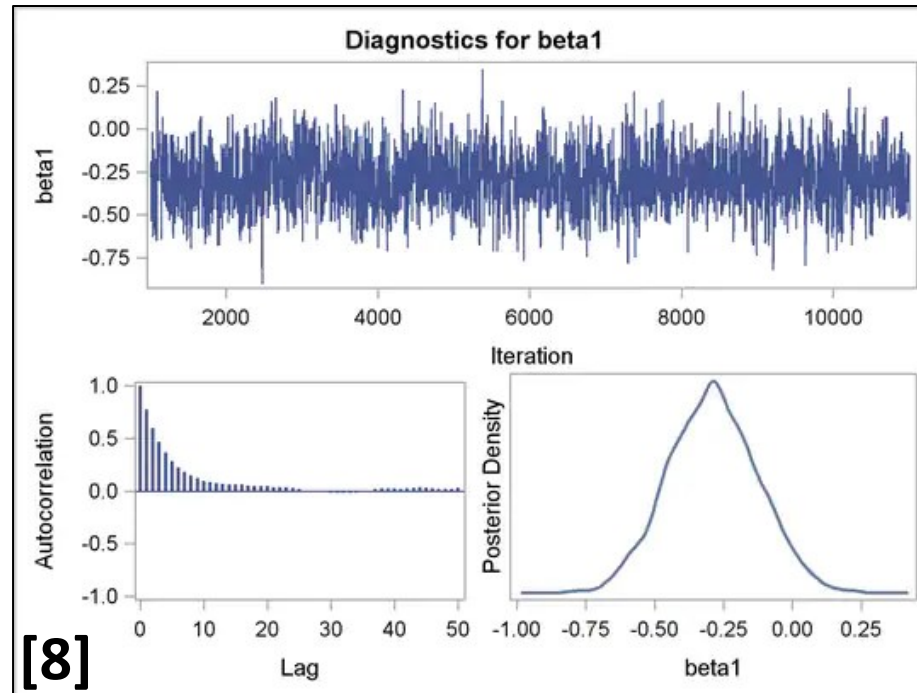 Diagnostics for beta1
beta1
0.25
0.00
-0.25
-0.50
-0.75
2000 4000 6000 8000 10000
Iteration
Autocorrelation
1.0
0.5
0.0
-0.5
-1.0
0 10 20 30 40 50
Lag
Posterior Density
-1.00 -0.75 -0.50 -0.25 0.00 0.25
beta1
[8]